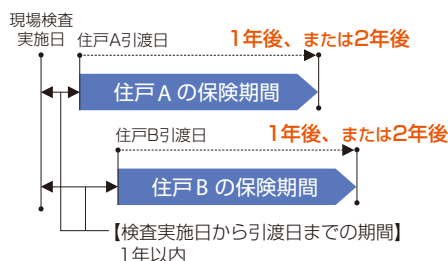 現場検査
実施日
住戸A引渡日
1年後、または2年後
住戸Aの保険期間
住戸B引渡日
1年後、または2年後
住戸Bの保険期間
【検査実施日から引渡日までの期間】
1年以内